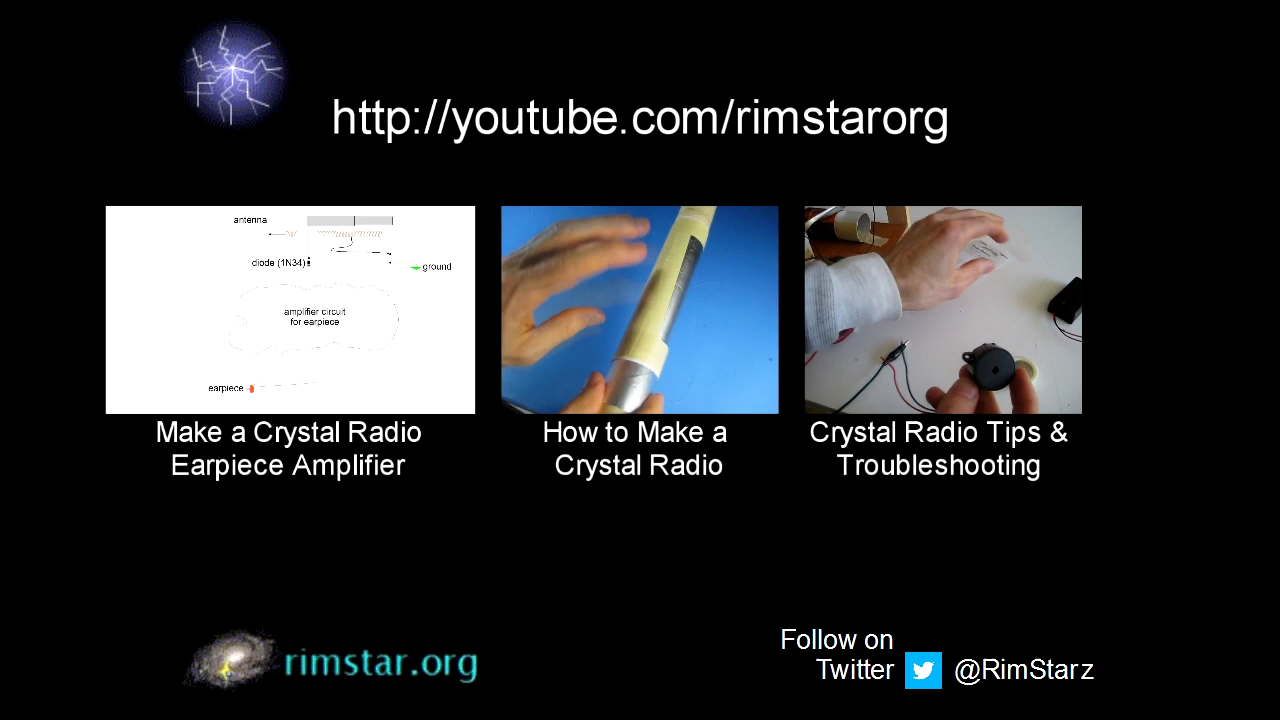 http://youtube.com/rimstarorg
antenna
diode (1N34)
ground
amplifier circuit
for earpiece
earpiece
Make a Crystal Radio
Earpiece Amplifier
How to Make a
Crystal Radio
Crystal Radio Tips &
Troubleshooting
rimstar.org
Follow on
Twitter @RimStarz